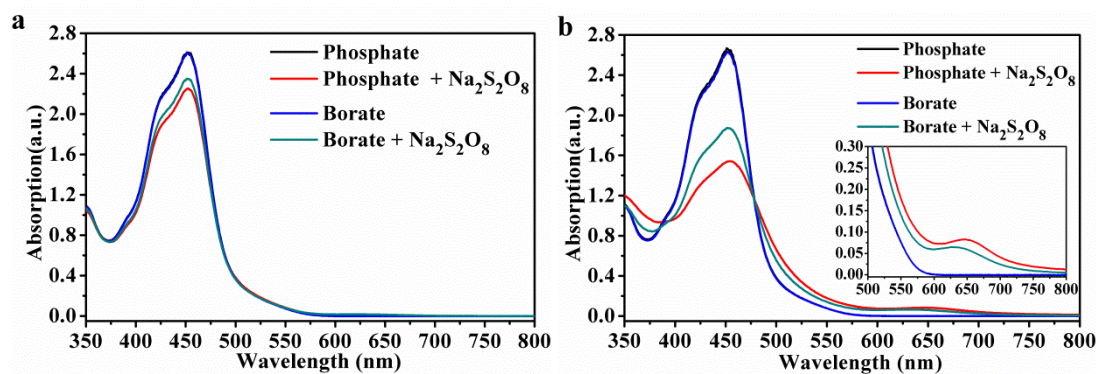 a
2.8
2.4
2.0
1.6
1.2
0.8
0.4
0.0
Absorption(a.u.)
Phosphate
Phosphate + Na₂S₂O₈
Borate
Borate + Na₂S₂O₈
350 400 450 500 550 600 650 700 750 800
Wavelength (nm)
b
2.8
2.4
2.0
1.6
1.2
0.8
0.4
0.0
Absorption(a.u.)
Phosphate
Phosphate + Na₂S₂O₈
Borate
Borate + Na₂S₂O₈
0.30
0.25
0.20
0.15
0.10
0.05
0.00
500 550 600 650 700 750 800
350 400 450 500 550 600 650 700 750 800
Wavelength (nm)